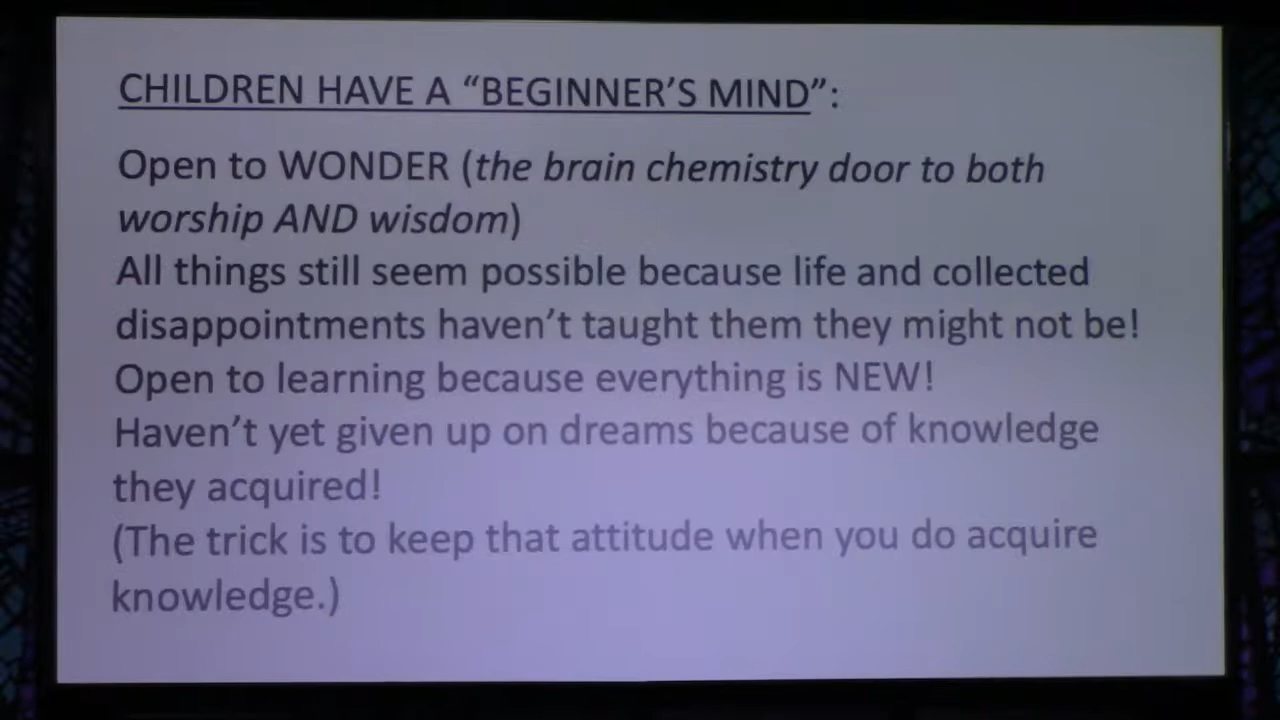 CHILDREN HAVE A “BEGINNER’S MIND”:
Open to WONDER (the brain chemistry door to both
worship AND wisdom)
All things still seem possible because life and collected
disappointments haven’t taught them they might not be!
Open to learning because everything is NEW!
Haven’t yet given up on dreams because of knowledge
they acquired!
(The trick is to keep that attitude when you do acquire
knowledge.)